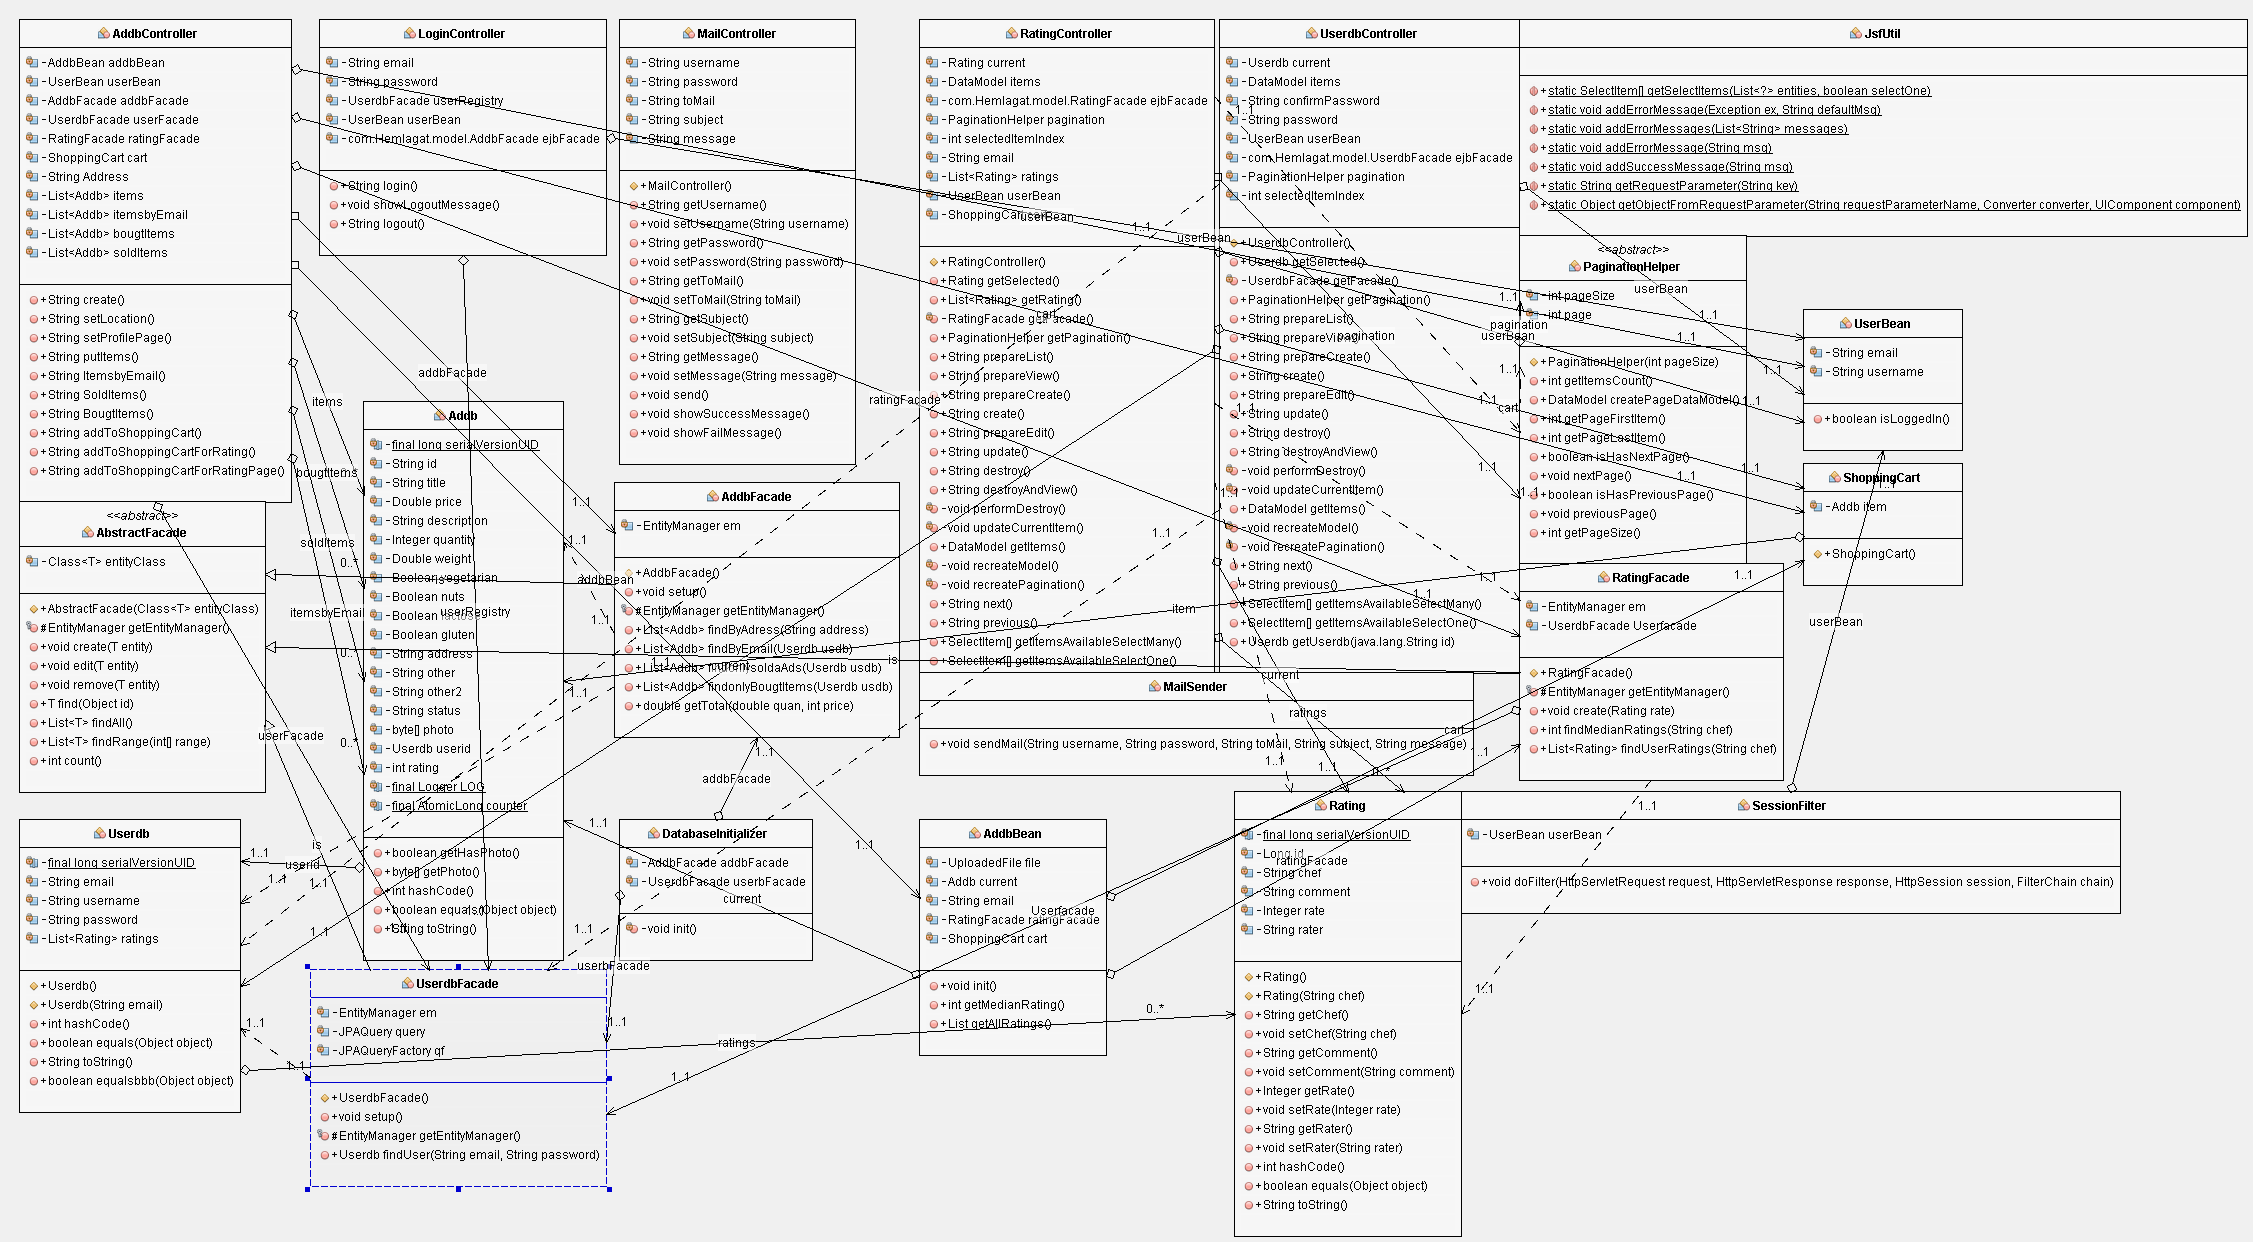 AddbController
-AddbBean addbBean
-UserBean userBean
-AddbFacade addbFacade
-UserdbFacade userFacade
-RatingFacade ratingFacade
-ShoppingCart cart
-String Address
-List<Addb> items
-List<Addb> itemsbyEmail
-List<Addb> bougtItems
-List<Addb> soldItems
+String create()
+String setLocation()
+String setProfilePage()
+String putItems()
+String ItemsbyEmail()
+String SoldItems()
+String BougtItems()
+String addToShoppingCart()
+String addToShoppingCartForRating()
+String addToShoppingCartForRatingPage()
LoginController
-String email
-String password
-UserdbFacade userRegistry
-UserBean userBean
-com.Hemlagat.model.AddbFacade ejbFacade
+String login()
+void showLogoutMessage()
+String logout()
MailController
-String username
-String password
-String toMail
-String subject
-String message
+MailController()
+String getUsername()
+void setUsername(String username)
+String getPassword()
+void setPassword(String password)
+String getToMail()
+void setToMail(String toMail)
+String getSubject()
+void setSubject(String subject)
+String getMessage()
+void setMessage(String message)
+void send()
+void showSuccessMessage()
+void showFailMessage()
RatingController
-Rating current
-DataModel items
-com.Hemlagat.model.RatingFacade ejbFacade
-PaginationHelper pagination
-int selectedItemIndex
-String email
-List<Rating> ratings
-UserBean userBean
-ShoppingCart
+RatingController()
+Rating getSelected()
+List<Rating> getRating()
-RatingFacade getFacade()
+PaginationHelper getPagination()
+String prepareList()
+String prepareView()
+String prepareCreate()
+String create()
+String prepareEdit()
+String update()
+String destroy()
+String destroyAndView()
-void performDestroy()
-void updateCurrentItem()
+DataModel getItems()
-void recreateModel()
-void recreatePagination()
+String next()
+String previous()
+SelectItem[] getItemsAvailableSelectMany()
+SelectItem[] getItemsAvailableSelectOne()
UserdbController
-Userdb current
-DataModel items
-String confirmPassword
-String password
-UserBean userBean
-com.Hemlagat.model.UserdbFacade ejbFacade
-PaginationHelper pagination
-int selectedItemIndex
+UserdbController()
+Userdb getSelected()
-UserdbFacade getFacade()
+PaginationHelper getPagination()
+String prepareList()
+String prepareView()
+String prepareCreate()
+String create()
+String prepareEdit()
+String update()
+String destroy()
+String destroyAndView()
-void performDestroy()
-void updateCurrentItem()
+DataModel getItems()
-void recreateModel()
-void recreatePagination()
+String next()
+String previous()
+SelectItem[] getItemsAvailableSelectMany()
+SelectItem[] getItemsAvailableSelectOne()
+Userdb getUserdb(java.lang.String id)
JsfUtil
+static SelectItem[] getSelectItems(List<?> entities, boolean selectOne)
+static void addErrorMessage(Exception ex, String defaultMsg)
+static void addErrorMessages(List<String> messages)
+static void addErrorMessage(String msg)
+static void addSuccessMessage(String msg)
+static String getRequestParameter(String key)
+static Object getObjectFromRequestParameter(String requestParameterName, Converter converter, UIComponent component)
<<abstract>>
PaginationHelper
-int pageSize
-int page
+PaginationHelper(int pageSize)
+int getItemsCount()
+DataModel createPageDataModel()
+int getPageFirstItem()
+int getPageLastItem()
+boolean isHasNextPage()
+void nextPage()
+boolean isHasPreviousPage()
+void previousPage()
+int getPageSize()
UserBean
-String email
-String username
+boolean isLoggedIn()
ShoppingCart
-Addb item
+ShoppingCart()
<<abstract>>
AbstractFacade
-Class<T> entityClass
+AbstractFacade(Class<T> entityClass)
#EntityManager getEntityManager()
+void create(T entity)
+void edit(T entity)
+void remove(T entity)
+T find(Object id)
+List<T> findAll()
+List<T> findRange(int[] range)
+int count()
Addb
-final long serialVersionUID
-String id
-String title
-Double price
-String description
-Integer quantity
-Double weight
-Boolean vegetarian
-Boolean nuts
-Boolean lactose
-Boolean gluten
-String address
-String other
-String other2
-String status
-byte[] photo
-Userdb userid
-int rating
-final Logger LOG
-final AtomicLong counter
+boolean getHasPhoto()
+byte[] getPhoto()
+int hashCode()
+boolean equals(Object object)
+String toString()
AddbFacade
-EntityManager em
+AddbFacade()
+void setup()
#EntityManager getEntityManager()
+List<Addb> findByAdress(String address)
+List<Addb> findByEmail(Userdb usdb)
+List<Addb> findonlysoldaAds(Userdb usdb)
+List<Addb> findonlyBougtItems(Userdb usdb)
+double getTotal(double quan, int price)
RatingFacade
-EntityManager em
-UserdbFacade Userfacade
+RatingFacade()
#EntityManager getEntityManager()
+void create(Rating rate)
+int findMedianRatings(String chef)
+List<Rating> findUserRatings(String chef)
MailSender
+void sendMail(String username, String password, String toMail, String subject, String message)
Userdb
-final long serialVersionUID
-String email
-String username
-String password
-List<Rating> ratings
+Userdb()
+Userdb(String email)
+int hashCode()
+boolean equals(Object object)
+String toString()
+boolean equalsbbb(Object object)
UserdbFacade
-EntityManager em
-JPAQuery query
-JPAQueryFactory qf
+UserdbFacade()
+void setup()
#EntityManager getEntityManager()
+Userdb findUser(String email, String password)
DatabaseInitializer
-AddbFacade addbFacade
-UserdbFacade userbFacade
-void init()
AddbBean
-UploadedFile file
-Addb current
-String email
-RatingFacade ratingFacade
-ShoppingCart cart
+void init()
+int getMedianRating()
+List getAllRatings()
Rating
-final long serialVersionUID
-Long id
-String chef
-String comment
-Integer rate
-String rater
+Rating()
+Rating(String chef)
+String getChef()
+void setChef(String chef)
+String getComment()
+void setComment(String comment)
+Integer getRate()
+void setRate(Integer rate)
+String getRater()
+void setRater(String rater)
+int hashCode()
+boolean equals(Object object)
+String toString()
SessionFilter
-UserBean userBean
+void doFilter(HttpServletRequest request, HttpServletResponse response, HttpSession session, FilterChain chain)
userBean
userBean
userBean
userBean
userBean
cart
cart
cart
pagination
pagination
addbFacade
addbFacade
ratingFacade
ratingFacade
items
bougtItems
soldItems
itemsbyEmail
addbBean
userRegistry
item
is
is
current
current
current
ratings
ratings
userFacade
userid
userbFacade
Userfacade
1..1
0..*